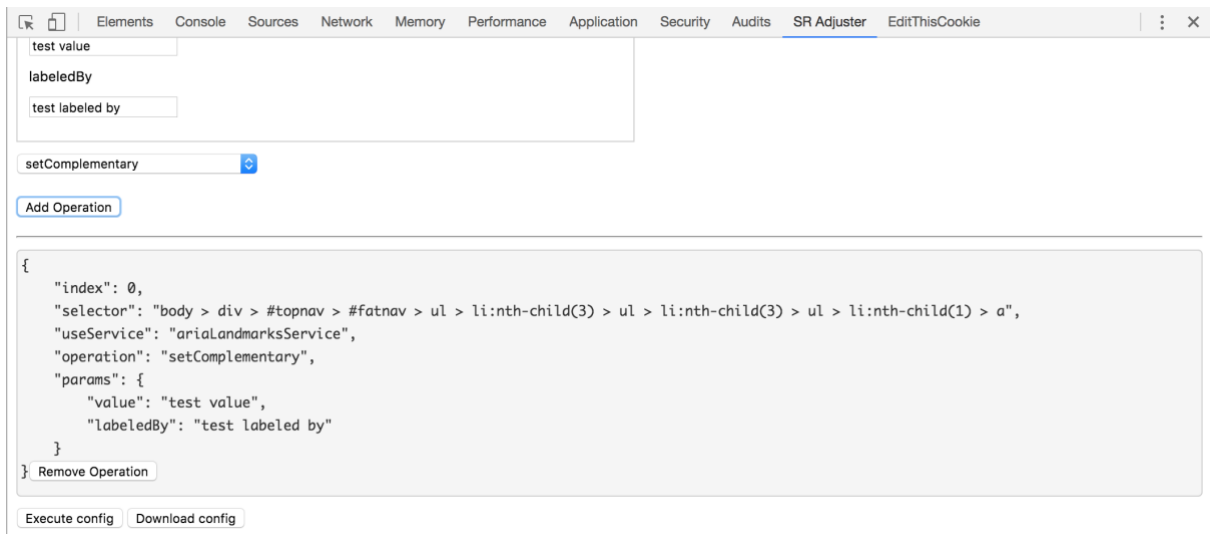 Elements Console Sources Network Memory Performance Application Security Audits SR Adjuster EditThisCookie
test value
labeledBy
test labeled by
setComplementary
Add Operation
{
    "index": 0,
    "selector": "body > div > #topnav > #fatnav > ul > li:nth-child(3) > ul > li:nth-child(3) > ul > li:nth-child(1) > a",
    "useService": "ariaLandmarksService",
    "operation": "setComplementary",
    "params": {
        "value": "test value",
        "labeledBy": "test labeled by"
    }
} Remove Operation
Execute config Download config